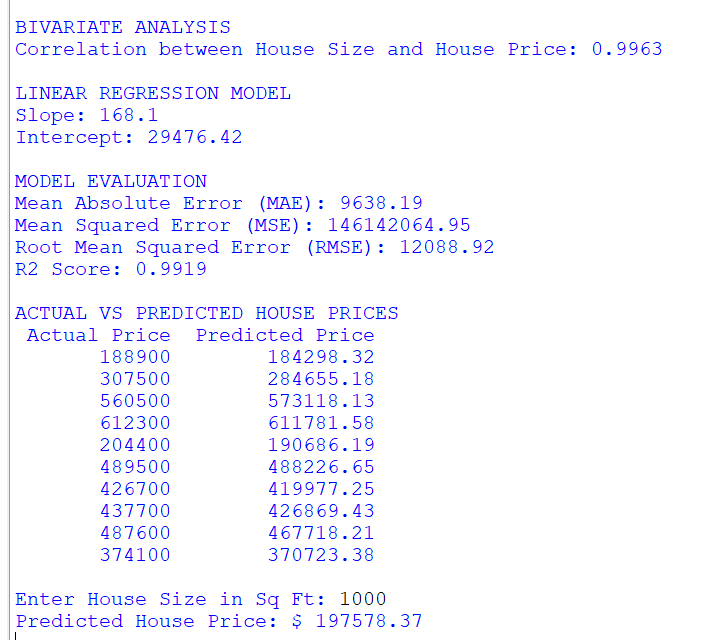 BIVARIATE ANALYSIS
Correlation between House Size and House Price: 0.9963
LINEAR REGRESSION MODEL
Slope: 168.1
Intercept: 29476.42
MODEL EVALUATION
Mean Absolute Error (MAE): 9638.19
Mean Squared Error (MSE): 146142064.95
Root Mean Squared Error (RMSE): 12088.92
R2 Score: 0.9919
ACTUAL VS PREDICTED HOUSE PRICES
Actual Price  Predicted Price
188900        184298.32
307500        284655.18
560500        573118.13
612300        611781.58
204400        190686.19
489500        488226.65
426700        419977.25
437700        426869.43
487600        467718.21
374100        370723.38
Enter House Size in Sq Ft: 1000
Predicted House Price: $ 197578.37